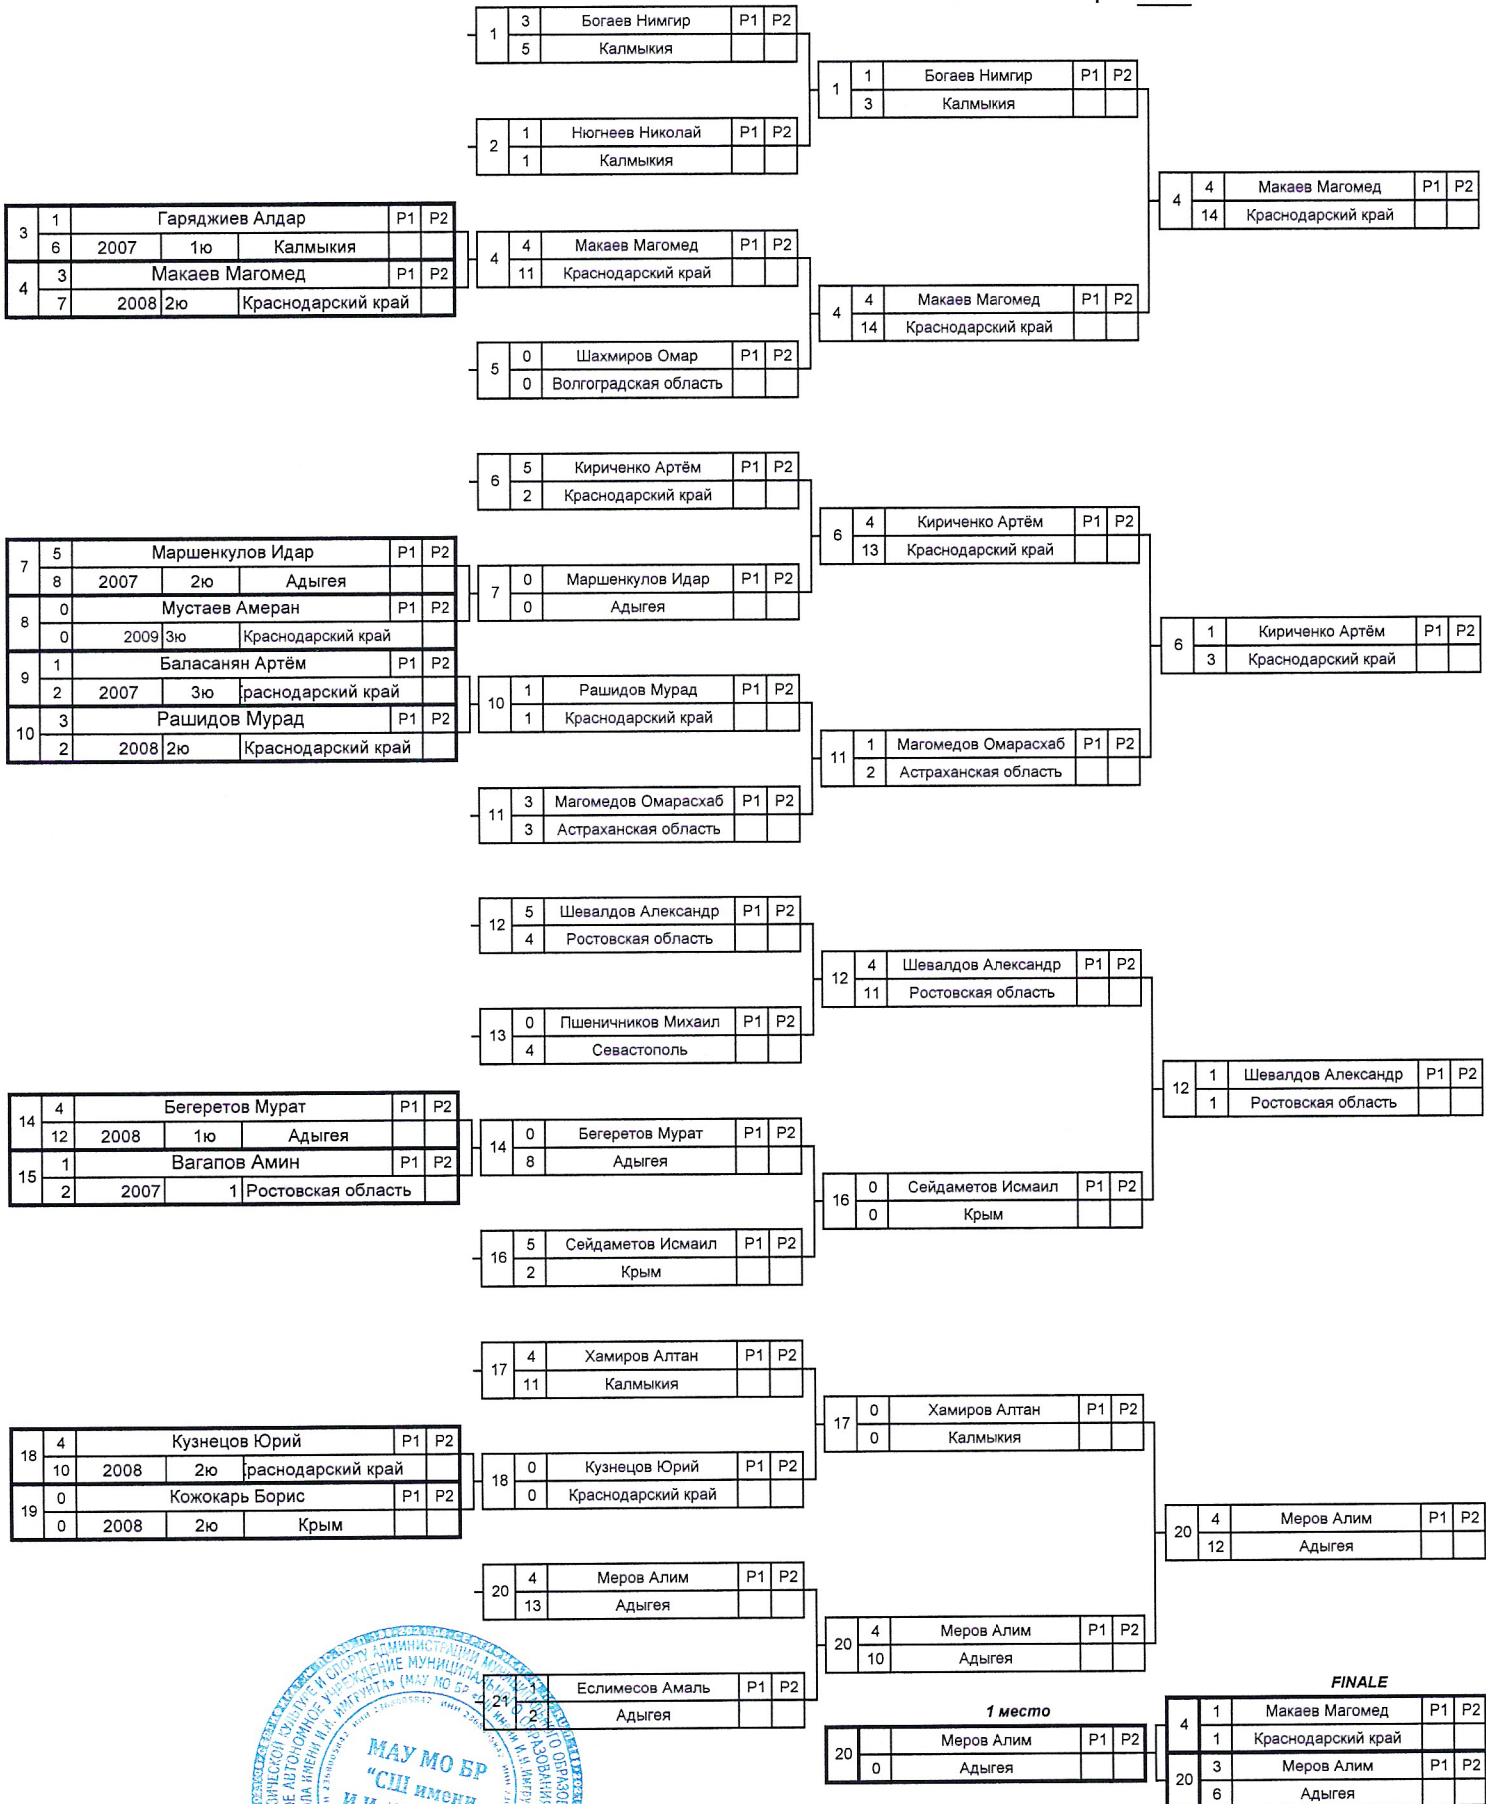 1 3 Богаев Нимгир P1 P2
5 Калмыкия
1 1 Богаев Нимгир P1 P2
3 Калмыкия
2 1 Нюгнеев Николай P1 P2
1 Калмыкия
4 4 Макаев Магомед P1 P2
14 Краснодарский край
3 1 Гаряджиев Алдар P1 P2
6 2007 1ю Калмыкия
4 3 Макаев Магомед P1 P2
7 2008 2ю Краснодарский край
4 4 Макаев Магомед P1 P2
11 Краснодарский край
4 4 Макаев Магомед P1 P2
14 Краснодарский край
5 0 Шахмиров Омар P1 P2
0 Волгоградская область
6 5 Кириченко Артём P1 P2
2 Краснодарский край
6 4 Кириченко Артём P1 P2
13 Краснодарский край
7 5 Маршенкулов Идар P1 P2
8 2007 2ю Адыгея
8 0 Мустаев Амеран P1 P2
0 2009 3ю Краснодарский край
7 0 Маршенкулов Идар P1 P2
0 Адыгея
6 1 Кириченко Артём P1 P2
3 Краснодарский край
9 1 Баласанян Артём P1 P2
2 2007 3ю раснодарский край
10 3 Рашидов Мурад P1 P2
2 2008 2ю Краснодарский край
10 1 Рашидов Мурад P1 P2
1 Краснодарский край
11 1 Магомедов Омарасхаб P1 P2
2 Астраханская область
11 3 Магомедов Омарасхаб P1 P2
3 Астраханская область
12 5 Шевалдов Александр P1 P2
4 Ростовская область
12 4 Шевалдов Александр P1 P2
11 Ростовская область
13 0 Пшеничников Михаил P1 P2
4 Севастополь
12 1 Шевалдов Александр P1 P2
1 Ростовская область
14 4 Бегеретов Мурат P1 P2
12 2008 1ю Адыгея
15 1 Вагапов Амин P1 P2
2 2007 1 Ростовская область
14 0 Бегеретов Мурат P1 P2
8 Адыгея
16 0 Сейдаметов Исмаил P1 P2
0 Крым
16 5 Сейдаметов Исмаил P1 P2
2 Крым
17 4 Хамиров Алтан P1 P2
11 Калмыкия
17 0 Хамиров Алтан P1 P2
0 Калмыкия
18 4 Кузнецов Юрий P1 P2
10 2008 2ю раснодарский край
19 0 Кожокарь Борис P1 P2
0 2008 2ю Крым
18 0 Кузнецов Юрий P1 P2
0 Краснодарский край
20 4 Меров Алим P1 P2
12 Адыгея
20 4 Меров Алим P1 P2
13 Адыгея
20 4 Меров Алим P1 P2
10 Адыгея
21 1 Еслимесов Амаль P1 P2
2 Адыгея
FINALE
1 место
4 1 Макаев Магомед P1 P2
1 Краснодарский край
20 Меров Алим P1 P2
0 Адыгея
20 3 Меров Алим P1 P2
6 Адыгея
МАУ МО БР
"СШ имени